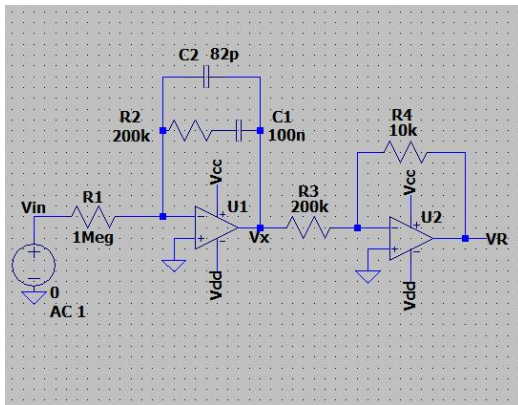 C2 82p
R2
200k
C1
100n
R4
10k
Vcc
Vcc
Vin
R1
1Meg
U1
R3
200k
U2
Vx
VR
Vdd
Vdd
0
AC 1